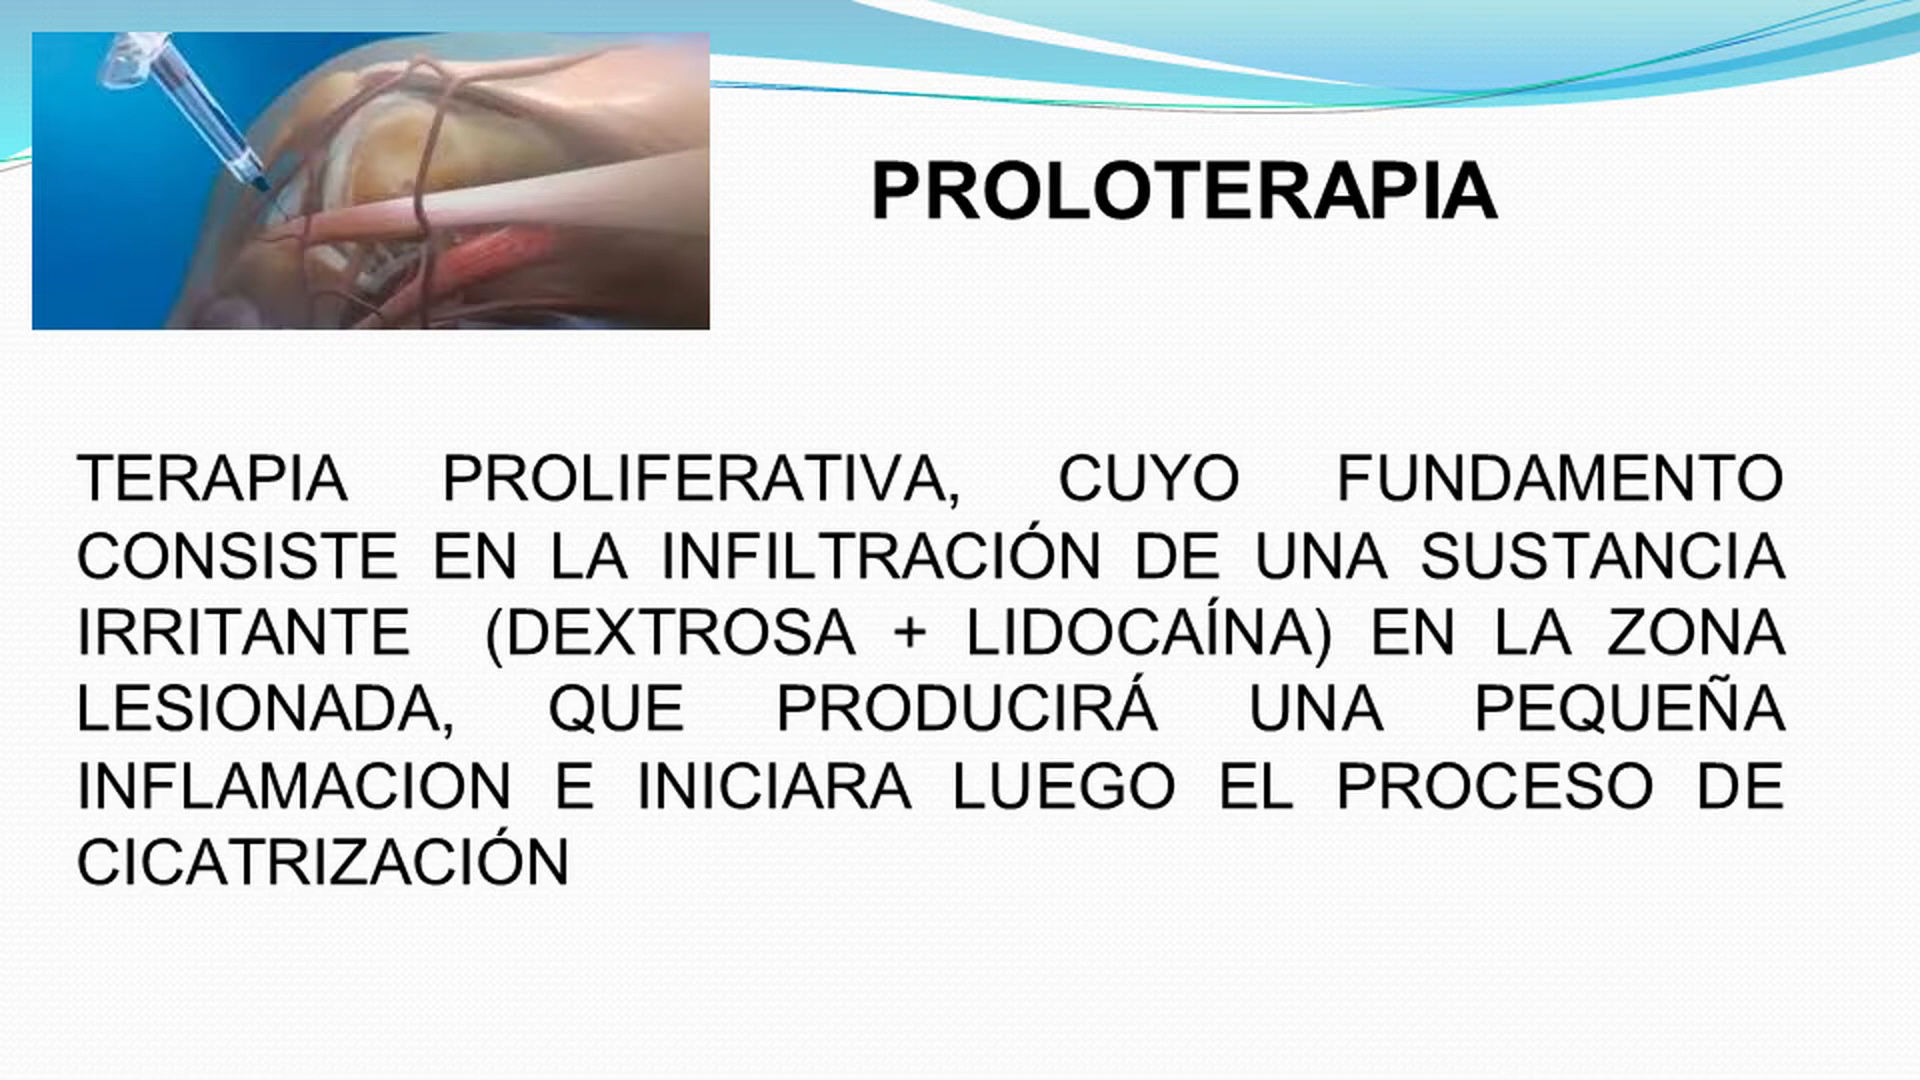 PROLOTERAPIA
TERAPIA PROLIFERATIVA, CUYO FUNDAMENTO
CONSISTE EN LA INFILTRACIÓN DE UNA SUSTANCIA
IRRITANTE (DEXTROSA + LIDOCAÍNA) EN LA ZONA
LESIONADA, QUE PRODUCIRÁ UNA PEQUEÑA
INFLAMACION E INICIARA LUEGO EL PROCESO DE
CICATRIZACIÓN